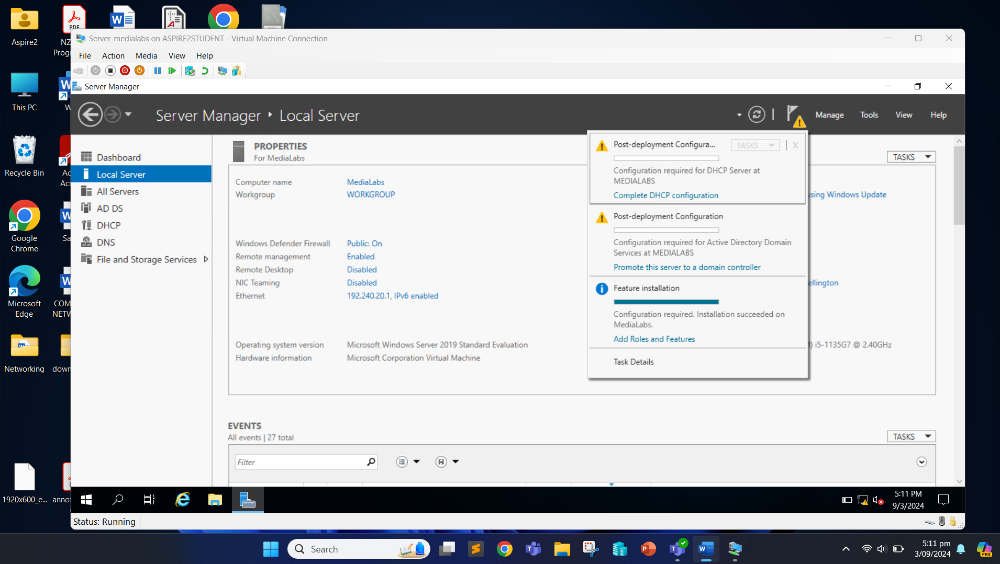 Aspire2
PDF
NZ
Prog
This PC
W
Recycle Bin
Ac
Acr
Google
Chrome
Sa
Microsoft
Edge
COM
NETW
Networking
down
1920x600_e...
annot
Server-medialabs on ASPIRE2STUDENT - Virtual Machine Connection
File Action Media View Help
Server Manager
Server Manager ‣ Local Server
Manage Tools View Help
Dashboard
Local Server
All Servers
AD DS
DHCP
DNS
File and Storage Services
PROPERTIES
For MediaLabs
TASKS
Computer name MediaLabs
Workgroup WORKGROUP
using Windows Update
Windows Defender Firewall Public: On
Remote management Enabled
Remote Desktop Disabled
NIC Teaming Disabled
ellington
Ethernet 192.240.20.1, IPv6 enabled
Operating system version Microsoft Windows Server 2019 Standard Evaluation
) i5-1135G7 @ 2.40GHz
Hardware information Microsoft Corporation Virtual Machine
Post-deployment Configura... TASKS X
Configuration required for DHCP Server at
MEDIALABS
Complete DHCP configuration
Post-deployment Configuration
Configuration required for Active Directory Domain
Services at MEDIALABS
Promote this server to a domain controller
Feature installation
Configuration required. Installation succeeded on
MediaLabs.
Add Roles and Features
Task Details
EVENTS
All events | 27 total
TASKS
Filter
5:11 PM
9/3/2024
Status: Running
Search
5:11 pm
3/09/2024
PRE